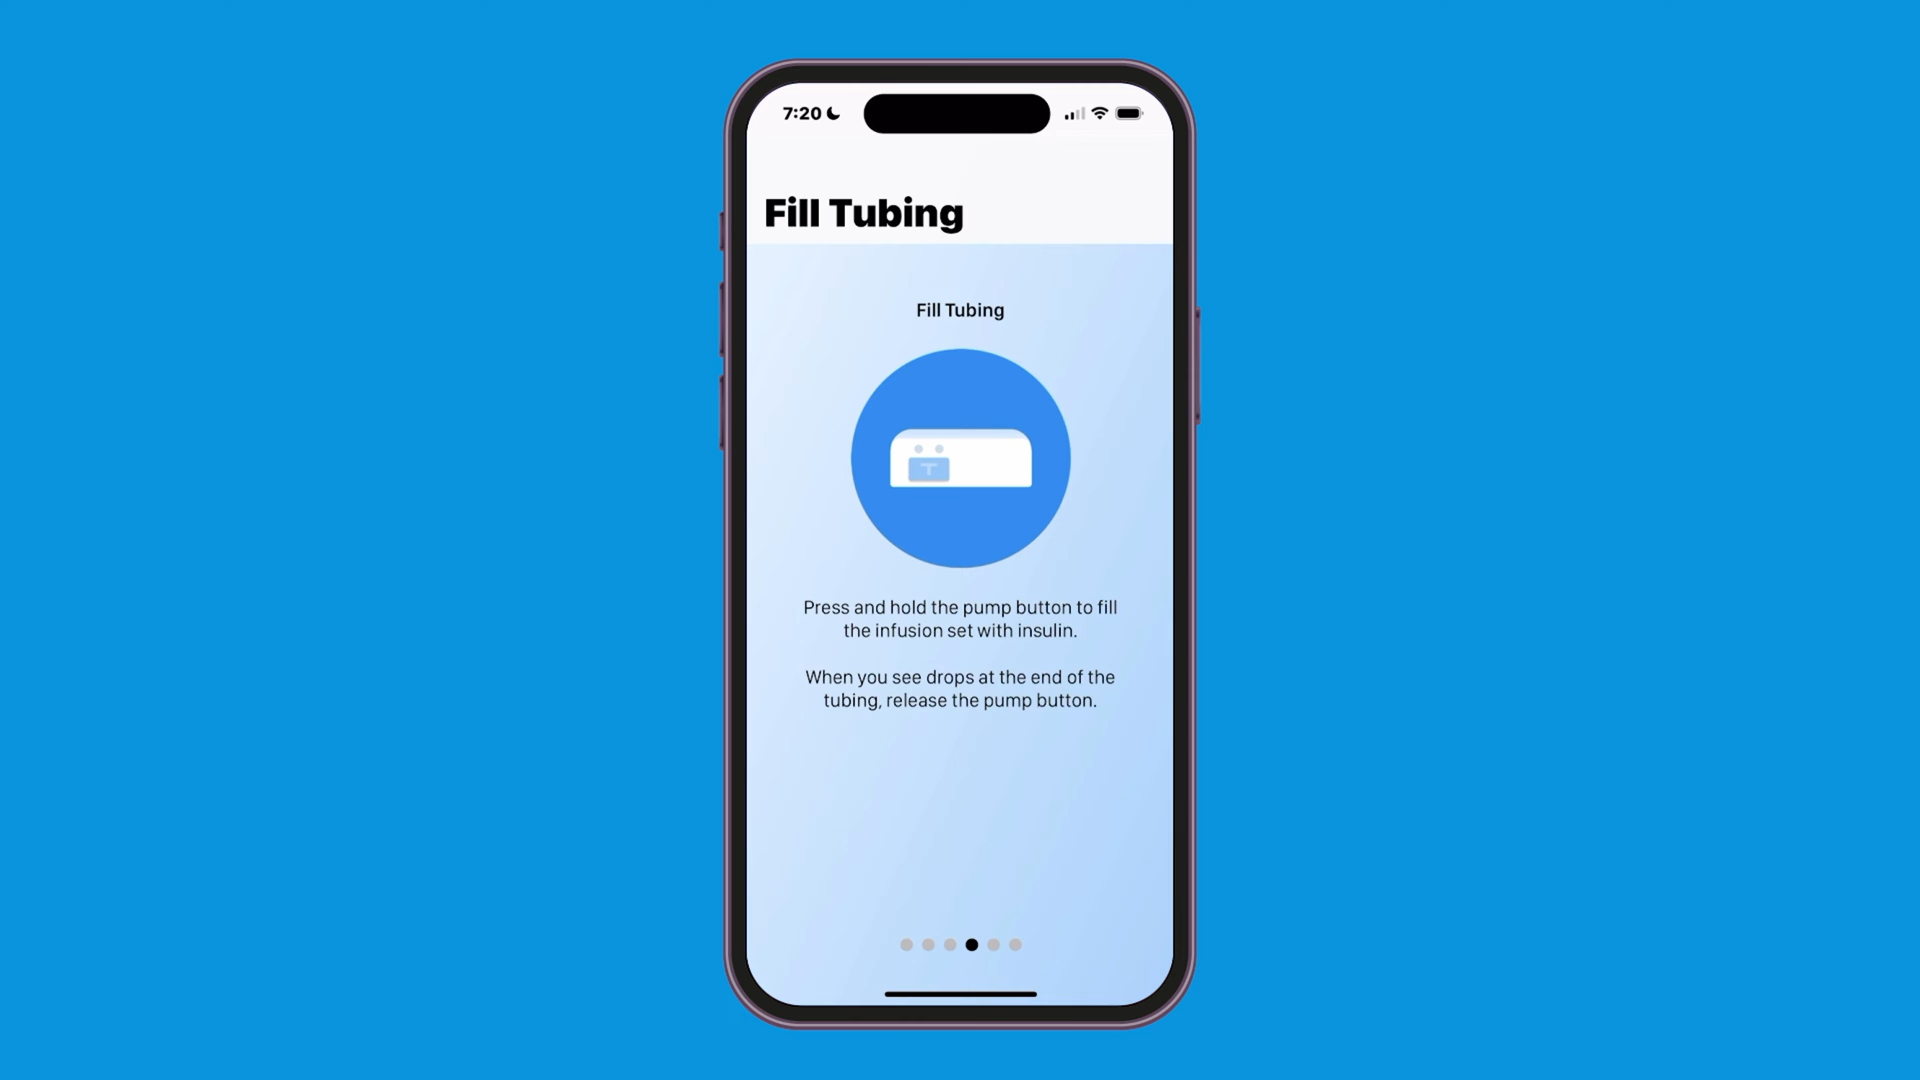 7:20
Fill Tubing
Fill Tubing
T
Press and hold the pump button to fill
the infusion set with insulin.
When you see drops at the end of the
tubing, release the pump button.